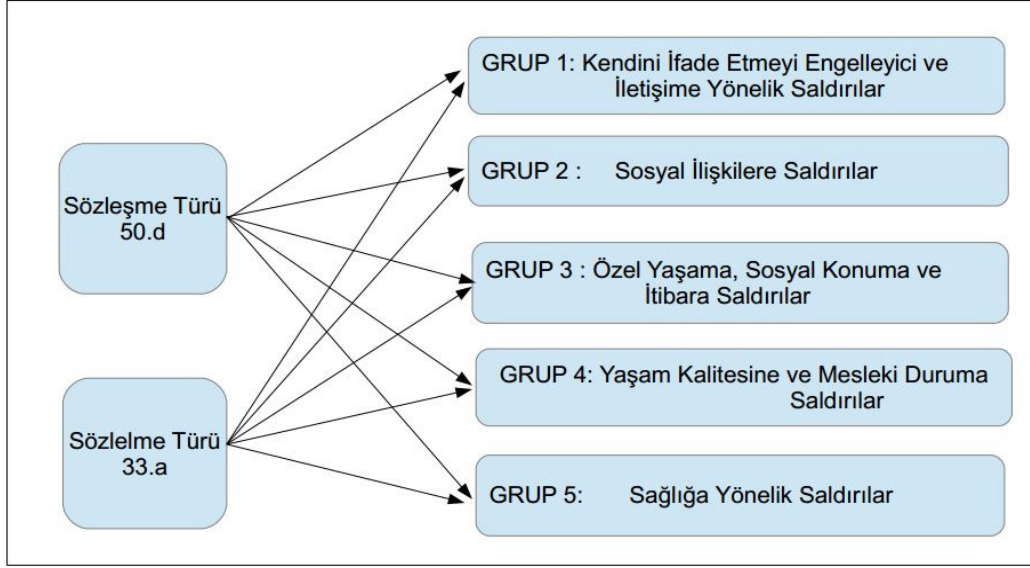 GRUP 1: Kendini İfade Etmeyi Engelleyici ve
İletişime Yönelik Saldırılar
Sözleşme Türü
50.d
GRUP 2 : Sosyal İlişkilere Saldırılar
GRUP 3 : Özel Yaşama, Sosyal Konuma ve
İtibara Saldırılar
Sözlelme Türü
33.a
GRUP 4: Yaşam Kalitesine ve Mesleki Duruma
Saldırılar
GRUP 5: Sağlığa Yönelik Saldırılar